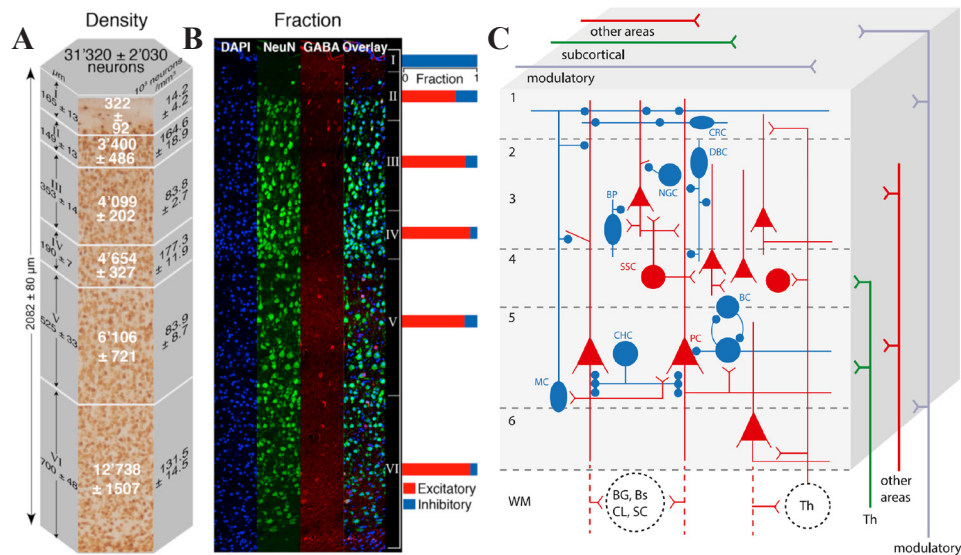 A
Density
31'320 ± 2'030
neurons
10³ neurons
/mm³
µm
I
165 ± 13
322
±
92
14.2
± 4.2
II
149 ± 13
3'400
± 486
164.6
± 18.9
III
353 ± 14
4'099
± 202
83.8
± 2.7
IV
190 ± 7
4'654
± 327
177.3
± 11.9
V
525 ± 33
6'106
± 721
83.9
± 8.7
VI
700 ± 48
12'738
± 1507
131.5
± 14.5
2082 ± 80 µm
B
Fraction
DAPI NeuN GABA Overlay
I
0 Fraction 1
II
III
IV
V
VI
Excitatory
Inhibitory
C
other areas
subcortical
modulatory
1
CRC
2
DBC
NGC
3
BP
4
SSC
5
BC
CHC
PC
MC
6
WM
BG, Bs
CL, SC
Th
Th
other
areas
modulatory